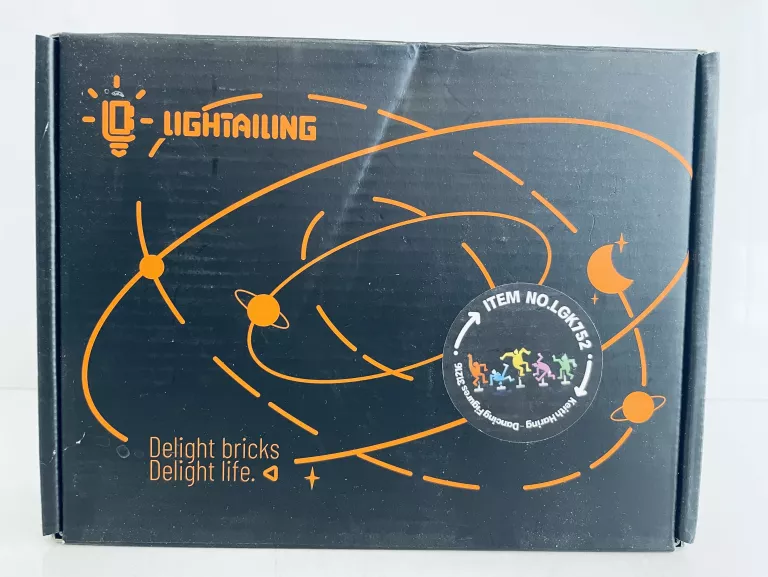 LIGHTAILING
ITEM NO.LGK752
Keith Haring - Dancing Figures 31216
Delight bricks
Delight life.